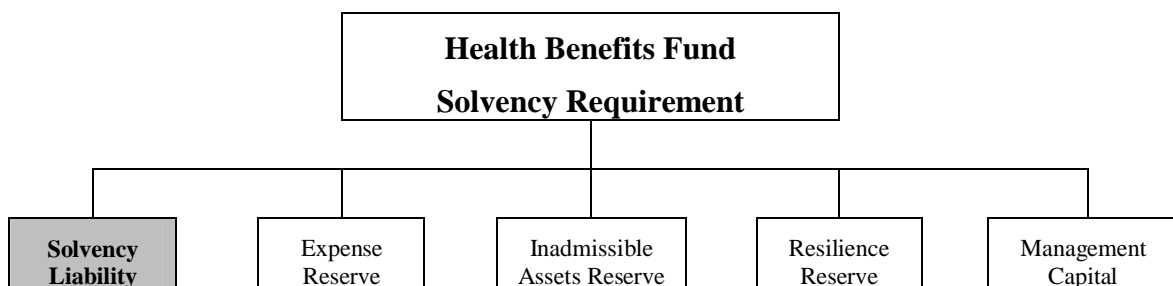 Health Benefits Fund
Solvency Requirement
Solvency
Liability
Expense
Reserve
Inadmissible
Assets Reserve
Resilience
Reserve
Management
Capital